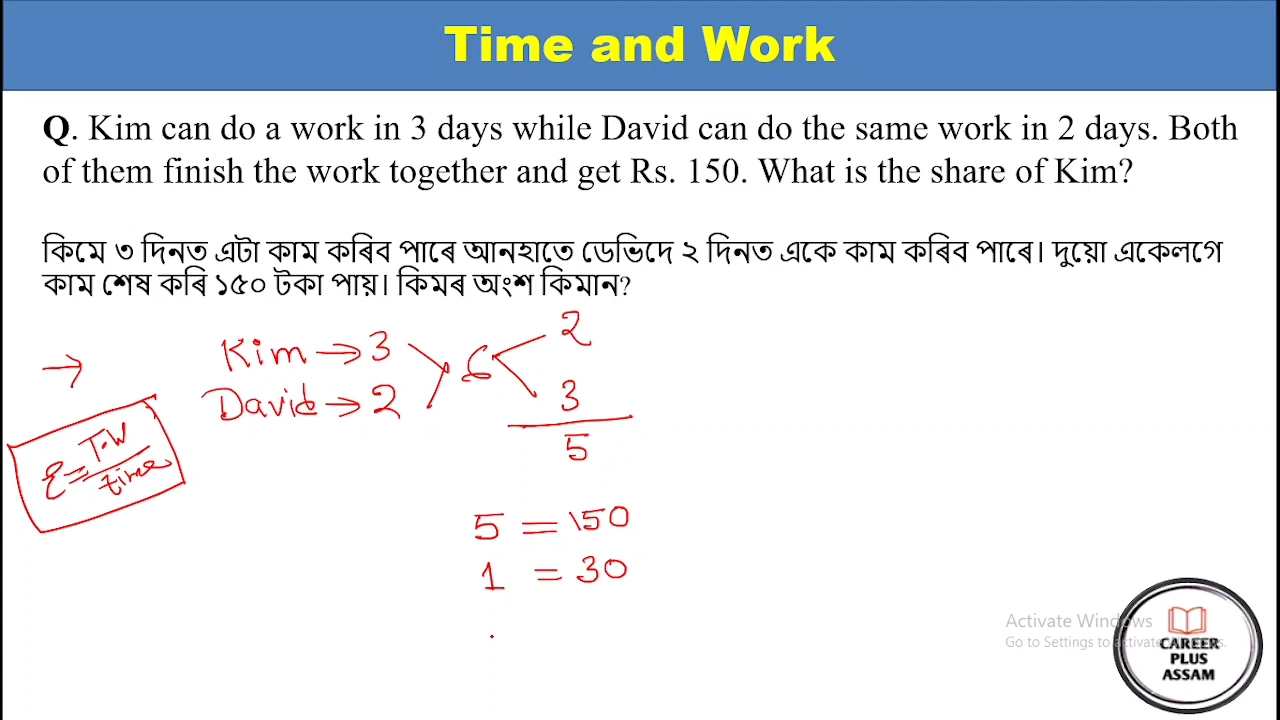 Time and Work
Q. Kim can do a work in 3 days while David can do the same work in 2 days. Both
of them finish the work together and get Rs. 150. What is the share of Kim?
কিমে ৩ দিনত এটা কাম কৰিব পাৰে আনহাতে ডেভিদে ২ দিনত একে কাম কৰিব পাৰে। দুয়ো একেলগে
কাম শেষ কৰি ১৫০ টকা পায়। কিমৰ অংশ কিমান?
→ Kim → 3 6 2
David → 2 3
5
E = T.W / time
5 = 150
1 = 30
Activate Windows
Go to Settings to activate Windows.
CAREER
PLUS
ASSAM